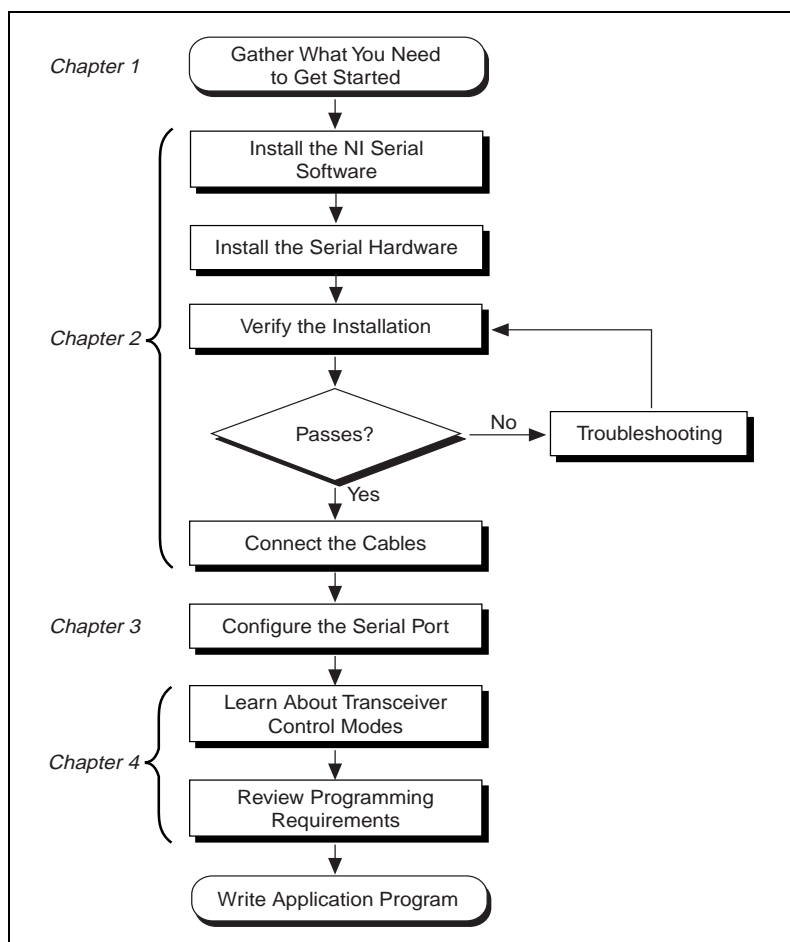 Chapter 1
Gather What You Need
to Get Started
Install the NI Serial
Software
Install the Serial Hardware
Chapter 2
Verify the Installation
Passes?
No
Troubleshooting
Yes
Connect the Cables
Chapter 3
Configure the Serial Port
Learn About Transceiver
Control Modes
Chapter 4
Review Programming
Requirements
Write Application Program